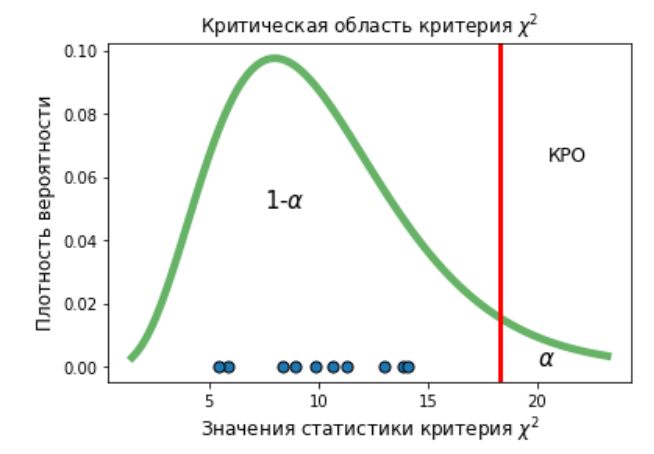 Критическая область критерия χ²
0.10
0.08
0.06
0.04
0.02
0.00
Плотность вероятности
КРО
1-α
α
5
10
15
20
Значения статистики критерия χ²